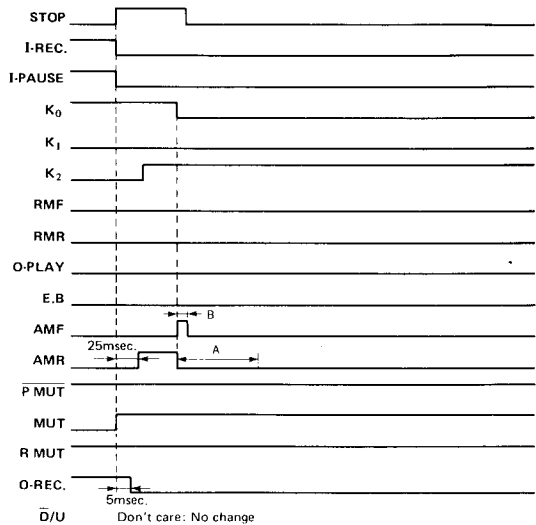 STOP
I-REC.
I-PAUSE
K₀
K₁
K₂
RMF
RMR
O-PLAY
E.B
B
AMF
25msec.
A
AMR
P̅ ̅M̅U̅T̅
MUT
R MUT
O-REC.
5msec.
D̅/U Don't care: No change